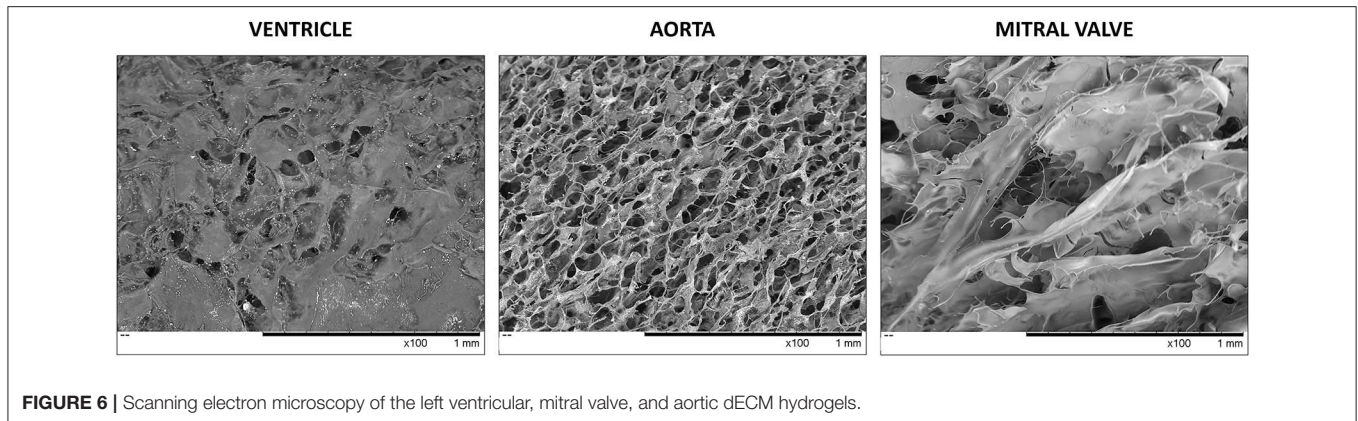 VENTRICLE
AORTA
MITRAL VALVE
-- x100 1 mm
-- x100 1 mm
-- x100 1 mm
FIGURE 6 | Scanning electron microscopy of the left ventricular, mitral valve, and aortic dECM hydrogels.